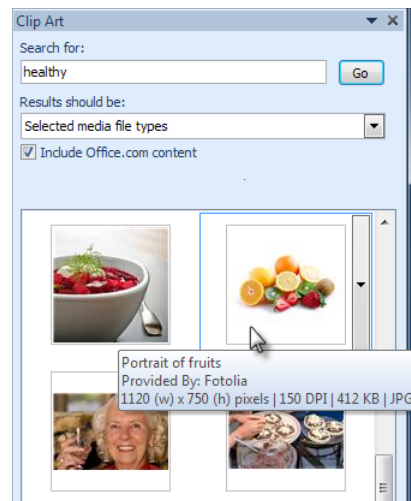 Clip Art
Search for:
healthy
Go
Results should be:
Selected media file types
Include Office.com content
Portrait of fruits
Provided By: Fotolia
1120 (w) x 750 (h) pixels | 150 DPI | 412 KB | JPG